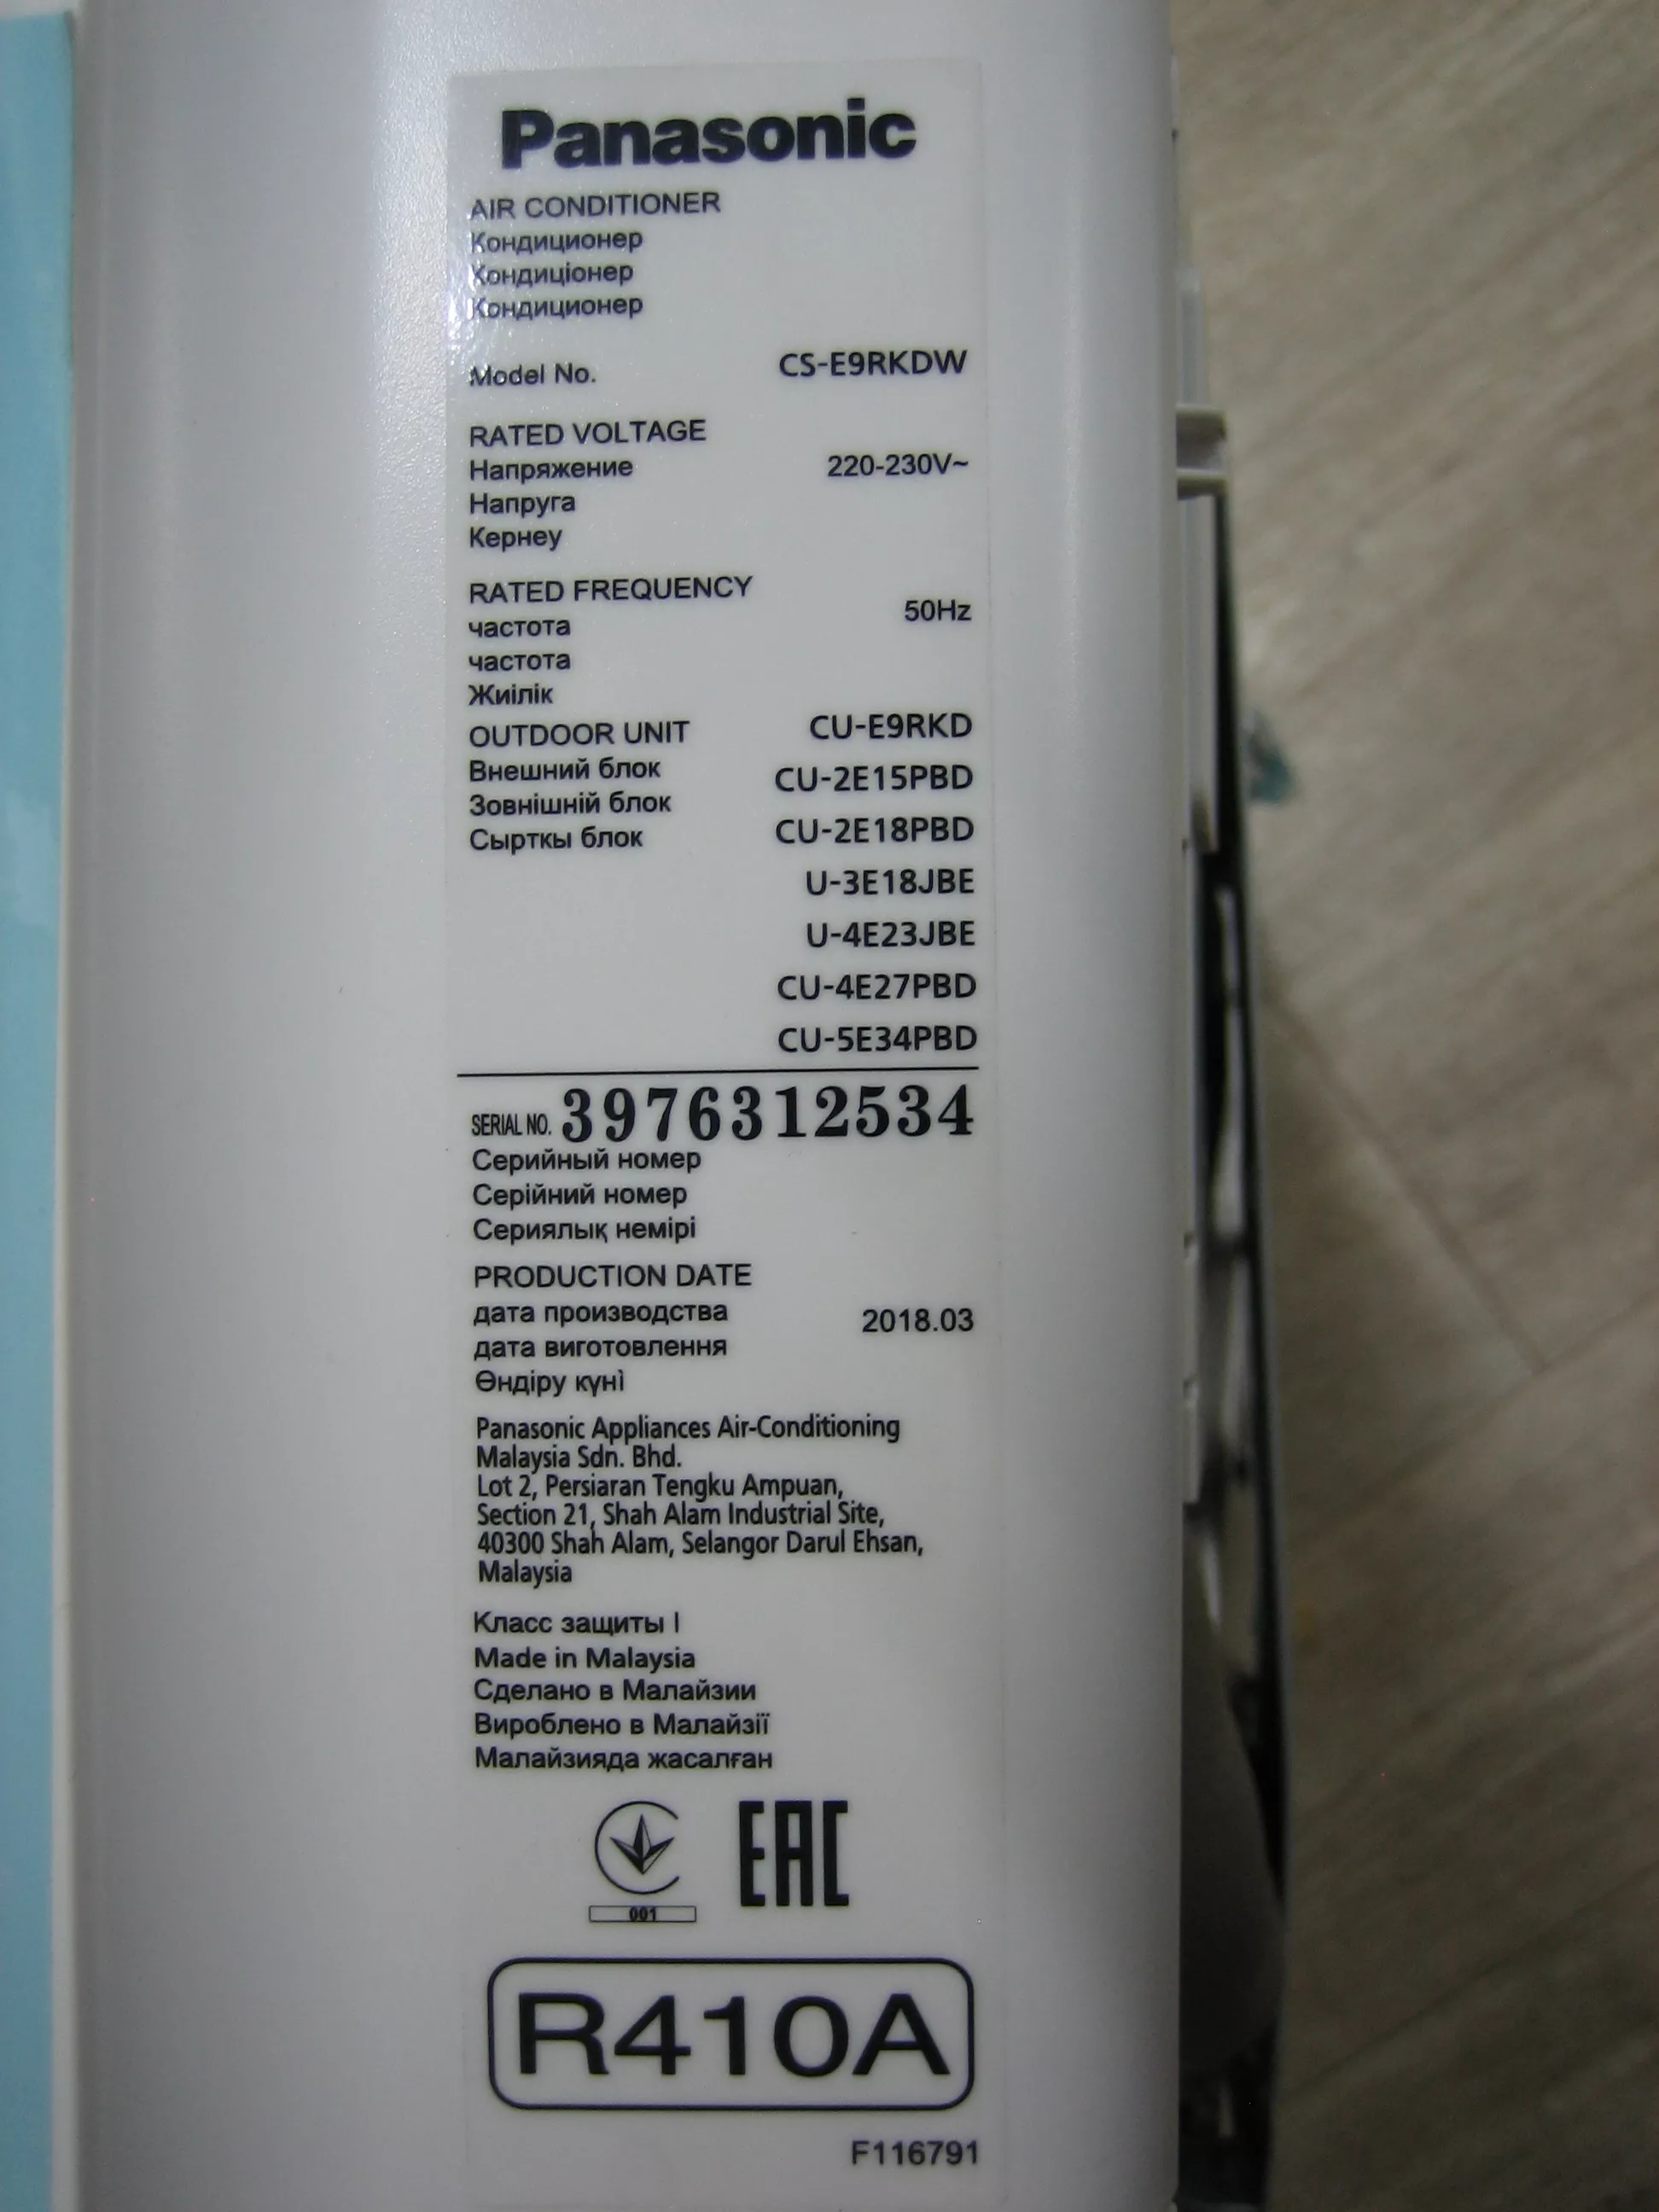 Panasonic
AIR CONDITIONER
Кондиционер
Кондиціонер
Кондиционер
Model No. CS-E9RKDW
RATED VOLTAGE
Напряжение 220-230V~
Напруга
Кернеу
RATED FREQUENCY
частота 50Hz
частота
Жиілік
OUTDOOR UNIT CU-E9RKD
Внешний блок CU-2E15PBD
Зовнішній блок CU-2E18PBD
Сырткы блок
U-3E18JBE
U-4E23JBE
CU-4E27PBD
CU-5E34PBD
SERIAL NO. 3976312534
Серийный номер
Серійний номер
Сериялық немірі
PRODUCTION DATE
дата производства 2018.03
дата виготовлення
Өндіру күні
Panasonic Appliances Air-Conditioning
Malaysia Sdn. Bhd.
Lot 2, Persiaran Tengku Ampuan,
Section 21, Shah Alam Industrial Site,
40300 Shah Alam, Selangor Darul Ehsan,
Malaysia
Класс защиты I
Made in Malaysia
Сделано в Малайзии
Вироблено в Малайзії
Малайзияда жасалған
EAC
001
R410A
F116791